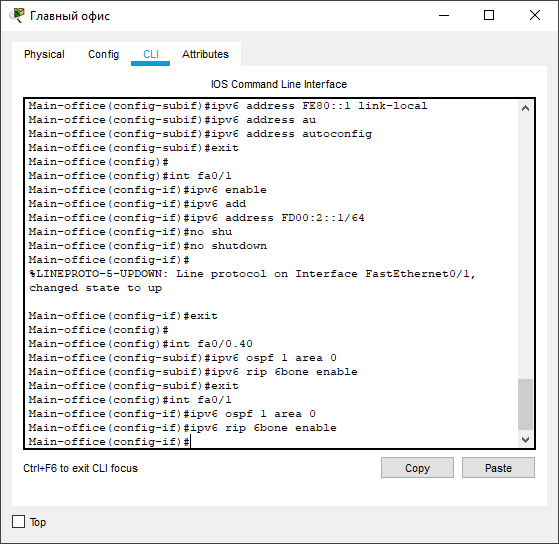 Главный офис
Physical Config CLI Attributes
IOS Command Line Interface
Main-office(config-subif)#ipv6 address FE80::1 link-local
Main-office(config-subif)#ipv6 address au
Main-office(config-subif)#ipv6 address autoconfig
Main-office(config-subif)#exit
Main-office(config)#
Main-office(config)#int fa0/1
Main-office(config-if)#ipv6 enable
Main-office(config-if)#ipv6 add
Main-office(config-if)#ipv6 address FD00:2::1/64
Main-office(config-if)#no shu
Main-office(config-if)#no shutdown
Main-office(config-if)#
%LINEPROTO-5-UPDOWN: Line protocol on Interface FastEthernet0/1,
changed state to up
Main-office(config-if)#exit
Main-office(config)#
Main-office(config)#int fa0/0.40
Main-office(config-subif)#ipv6 ospf 1 area 0
Main-office(config-subif)#ipv6 rip 6bone enable
Main-office(config-subif)#exit
Main-office(config)#int fa0/1
Main-office(config-if)#ipv6 ospf 1 area 0
Main-office(config-if)#ipv6 rip 6bone enable
Main-office(config-if)#
Ctrl+F6 to exit CLI focus
Copy Paste
Top